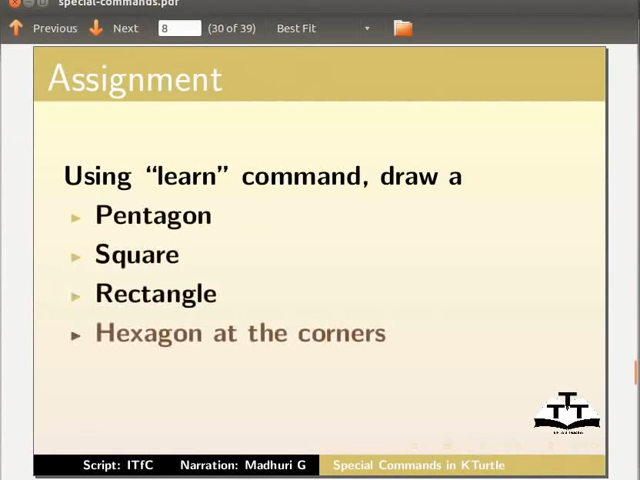 special-commands.pdf
Previous Next 8 (30 of 39) Best Fit
Assignment
Using “learn” command, draw a
Pentagon
Square
Rectangle
Hexagon at the corners
TTT
Script: ITfC Narration: Madhuri G Special Commands in KTurtle